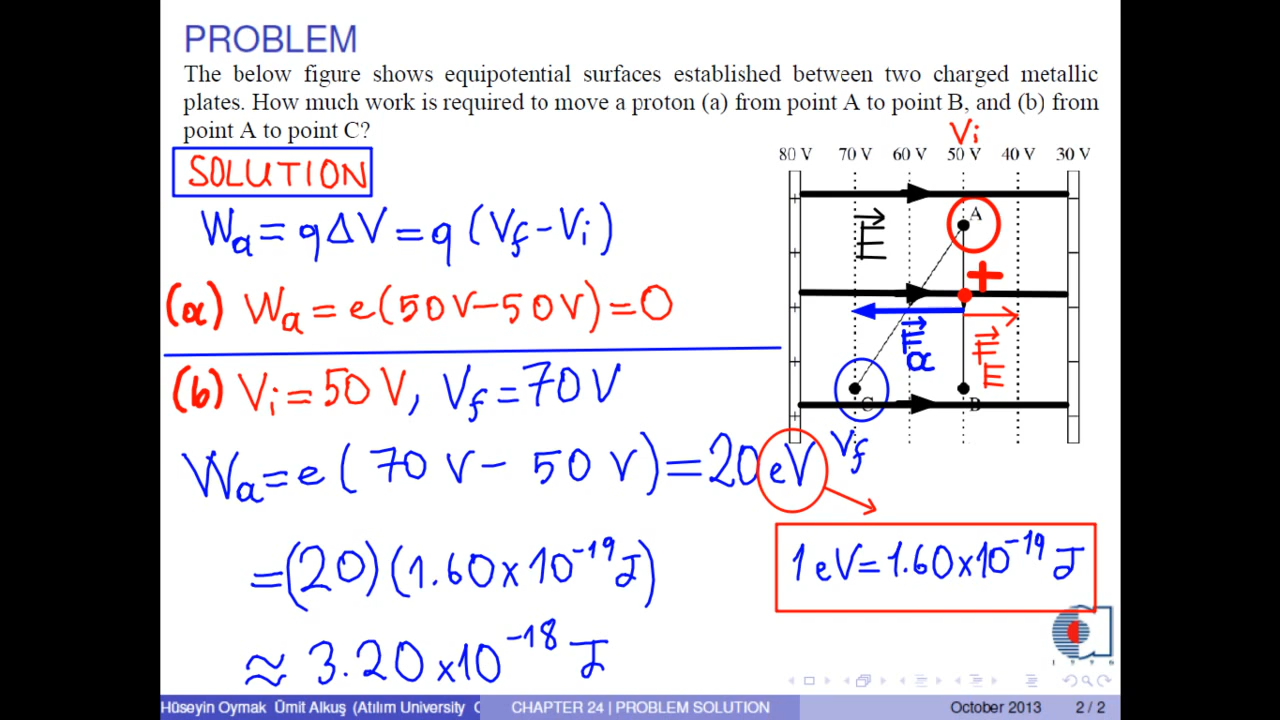 PROBLEM
The below figure shows equipotential surfaces established between two charged metallic
plates. How much work is required to move a proton (a) from point A to point B, and (b) from
point A to point C?
SOLUTION
Vi
80 V 70 V 60 V 50 V 40 V 30 V
Wa = qΔV = q (Vf − Vi)
E
A
+
(a) Wa = e(50V − 50V) = 0
Fa
FE
(b) Vi = 50 V, Vf = 70 V
C
B
Vf
Wa = e( 70 V − 50 V) = 20 eV
= (20) (1.60×10⁻¹⁹ J)
1 eV = 1.60×10⁻¹⁹ J
≈ 3.20×10⁻¹⁸ J
1 9 9 6
Hüseyin Oymak Ümit Alkuş (Atılım University
CHAPTER 24 | PROBLEM SOLUTION
October 2013 2 / 2